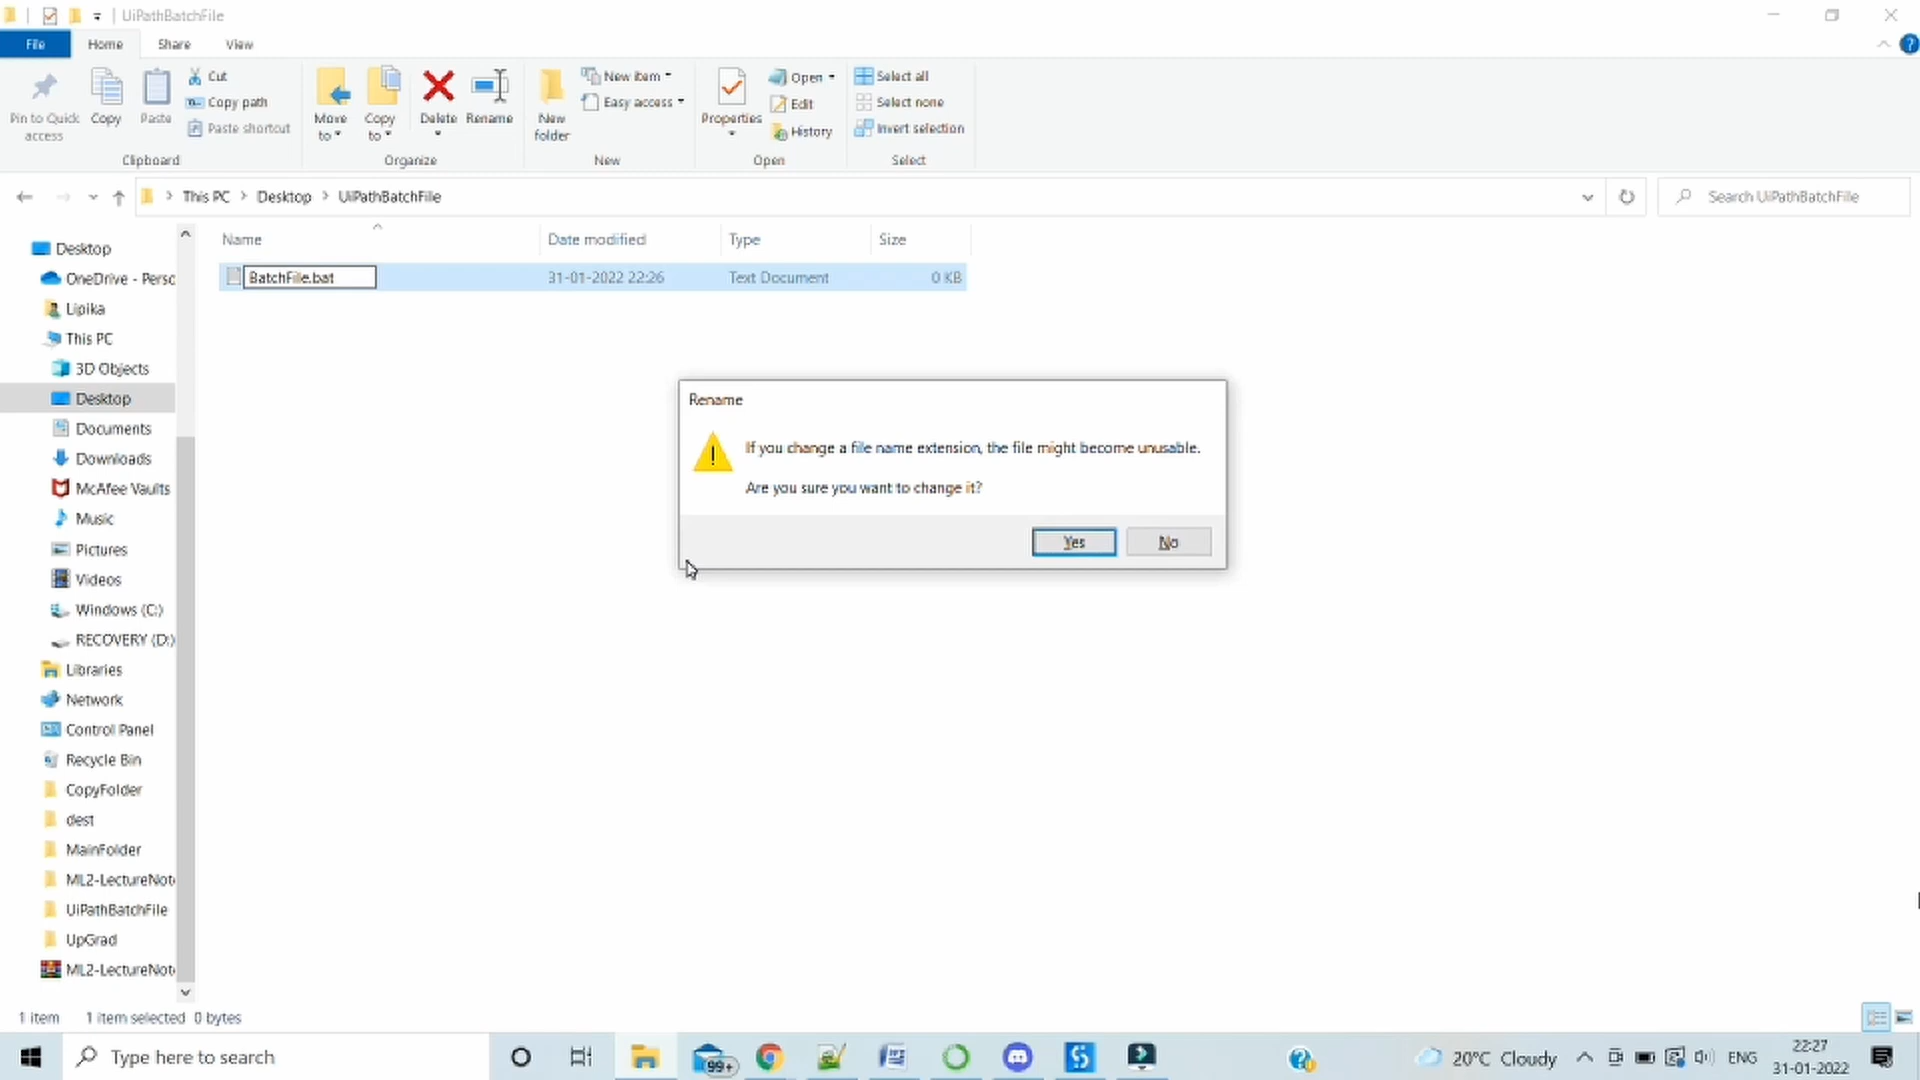 UiPathBatchFile
File Home Share View
Pin to Quick access
Copy
Paste
Cut
Copy path
Paste shortcut
Clipboard
Move to
Copy to
Delete
Rename
Organize
New folder
New item
Easy access
New
Properties
Open
Edit
History
Open
Select all
Select none
Invert selection
Select
This PC Desktop UiPathBatchFile
Search UiPathBatchFile
Name Date modified Type Size
BatchFile.bat 31-01-2022 22:26 Text Document 0 KB
Desktop
OneDrive - Perso
Lipika
This PC
3D Objects
Desktop
Documents
Downloads
McAfee Vaults
Music
Pictures
Videos
Windows (C:)
RECOVERY (D:)
Libraries
Network
Control Panel
Recycle Bin
CopyFolder
dest
MainFolder
ML2-LectureNote
UiPathBatchFile
UpGrad
ML2-LectureNote
Rename
If you change a file name extension, the file might become unusable.
Are you sure you want to change it?
Yes No
1 item 1 item selected 0 bytes
Type here to search
99+
20°C Cloudy
ENG
22:27
31-01-2022